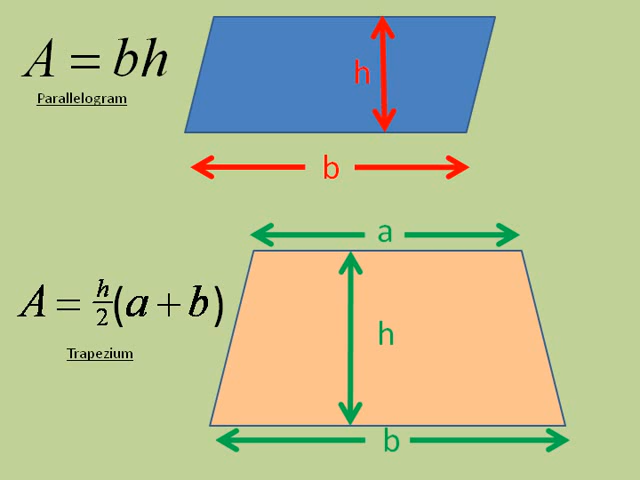 A = bh
Parallelogram
h
b
a
A = h/2(a + b)
Trapezium
h
b